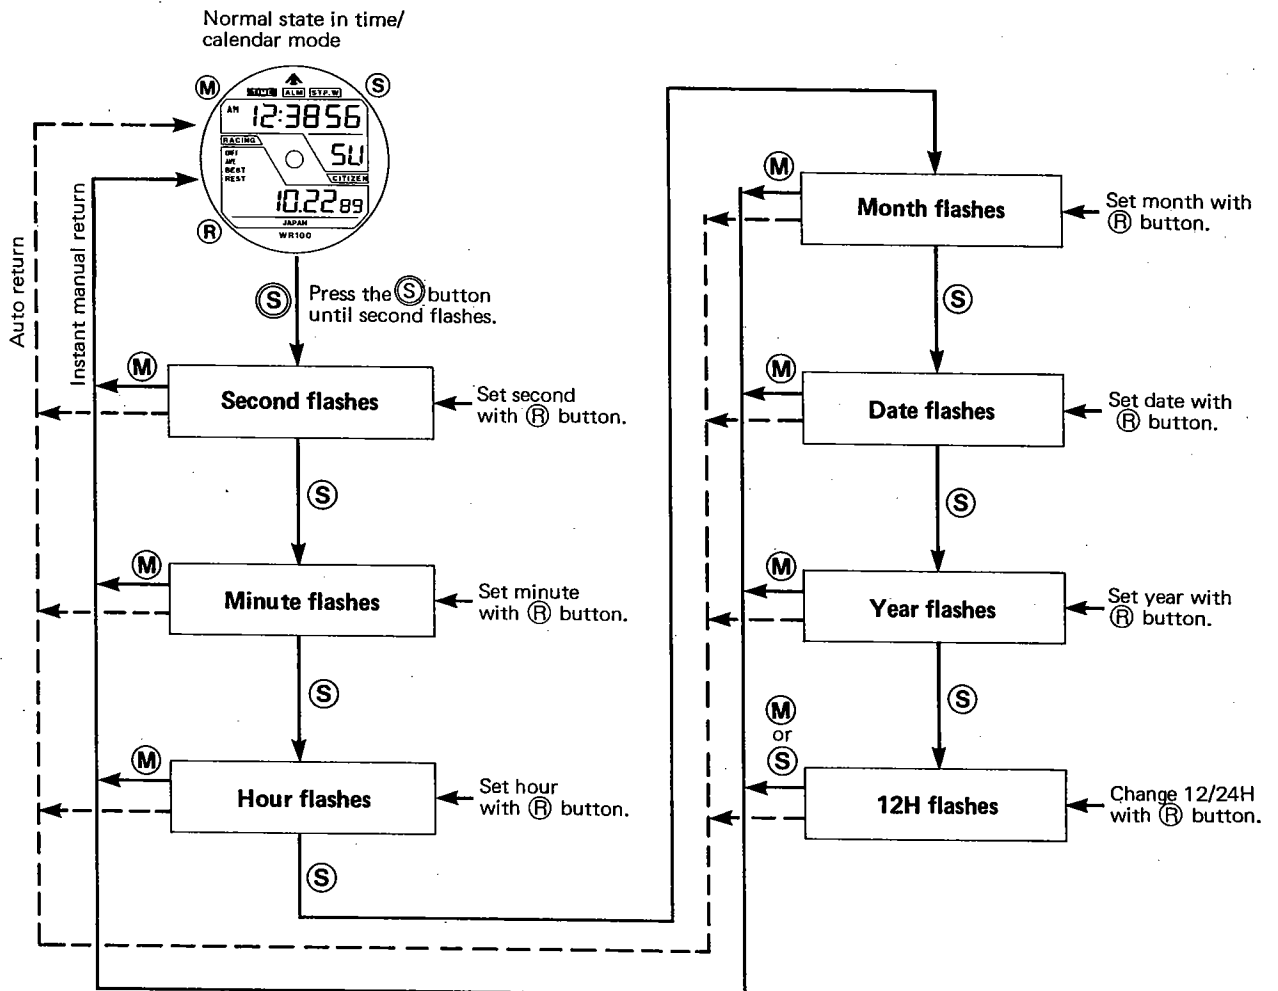 Normal state in time/
calendar mode
M
S
TIME ALM STP.W
AM 12:38 56
RACING
OFF
AVE
BEST
REST
SU
CITIZEN
10.22 89
JAPAN
WR100
R
Auto return
Instant manual return
S
Press the S button
until second flashes.
M
Second flashes
Set second
with R button.
S
M
Minute flashes
Set minute
with R button.
S
M
Hour flashes
Set hour
with R button.
S
M
Month flashes
Set month with
R button.
S
M
Date flashes
Set date with
R button.
S
M
Year flashes
Set year with
R button.
S
M
or
S
12H flashes
Change 12/24H
with R button.